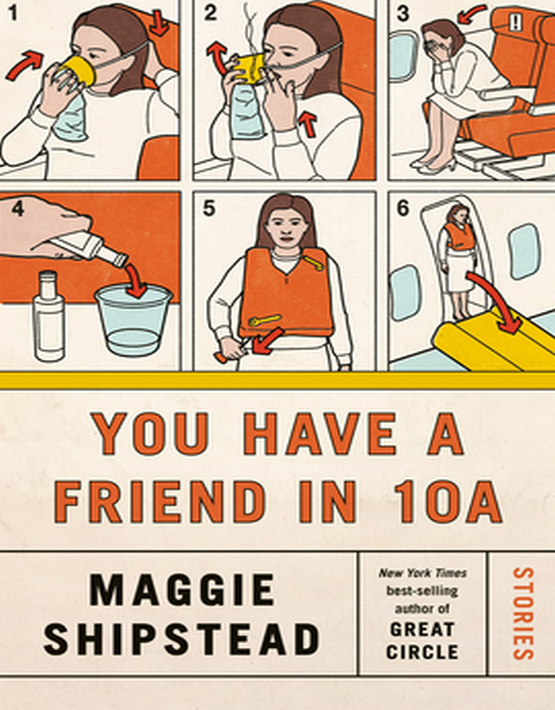 1
2
3
!
4
5
6
YOU HAVE A
FRIEND IN 10A
MAGGIE
SHIPSTEAD
New York Times
best-selling
author of
GREAT
CIRCLE
STORIES